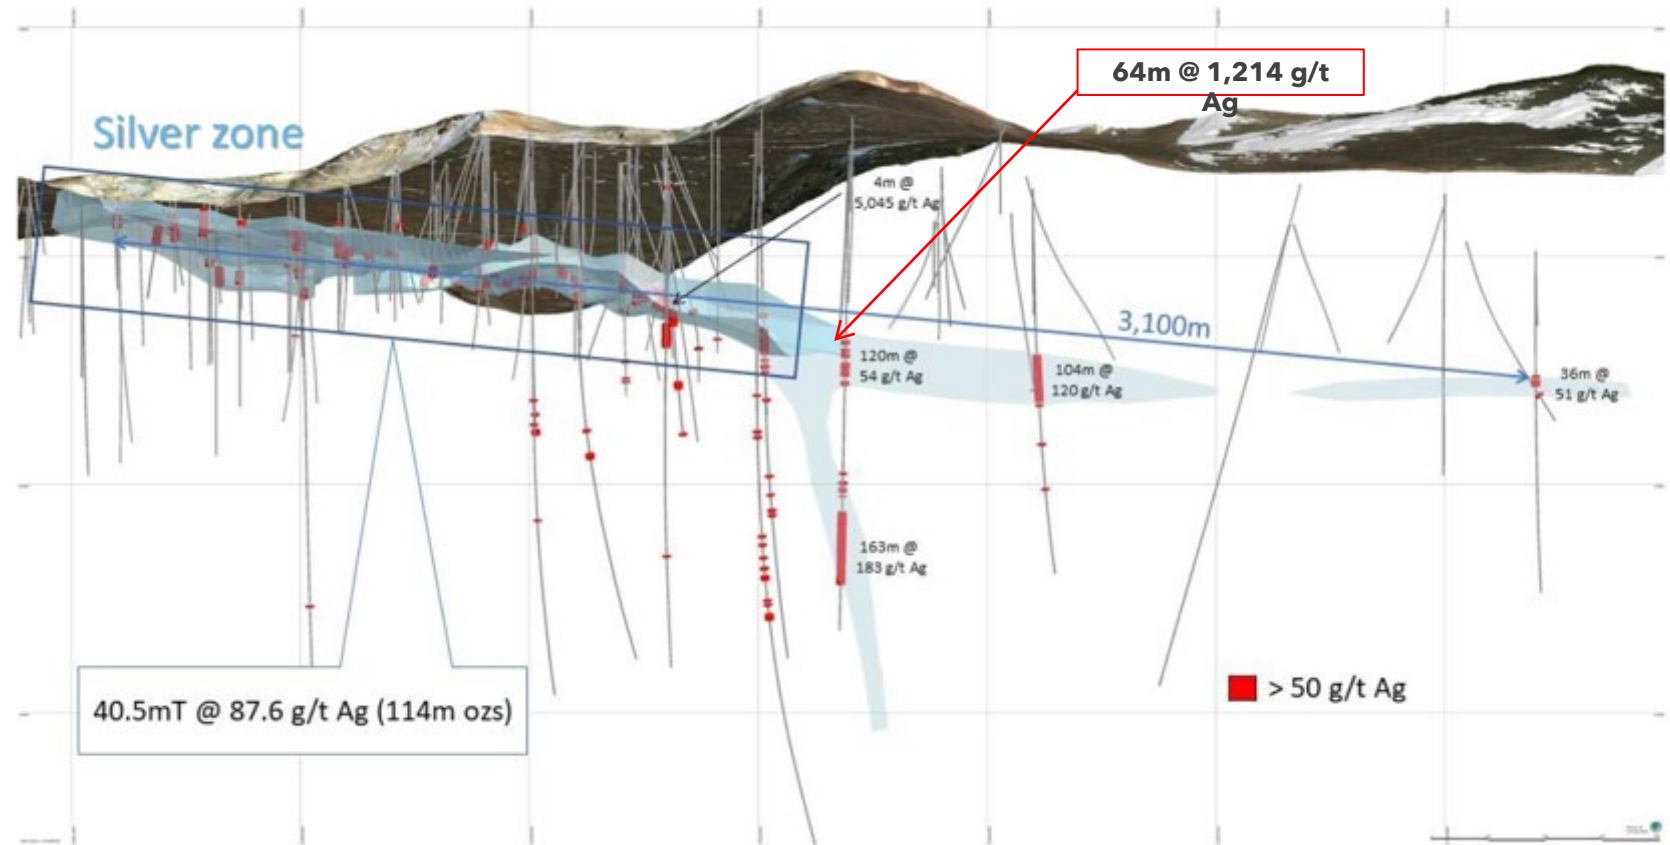 64m @ 1,214 g/t
Ag
Silver zone
4m @
5,045 g/t Ag
3,100m
120m @
54 g/t Ag
104m @
120 g/t Ag
36m @
51 g/t Ag
163m @
183 g/t Ag
40.5mT @ 87.6 g/t Ag (114m ozs)
> 50 g/t Ag